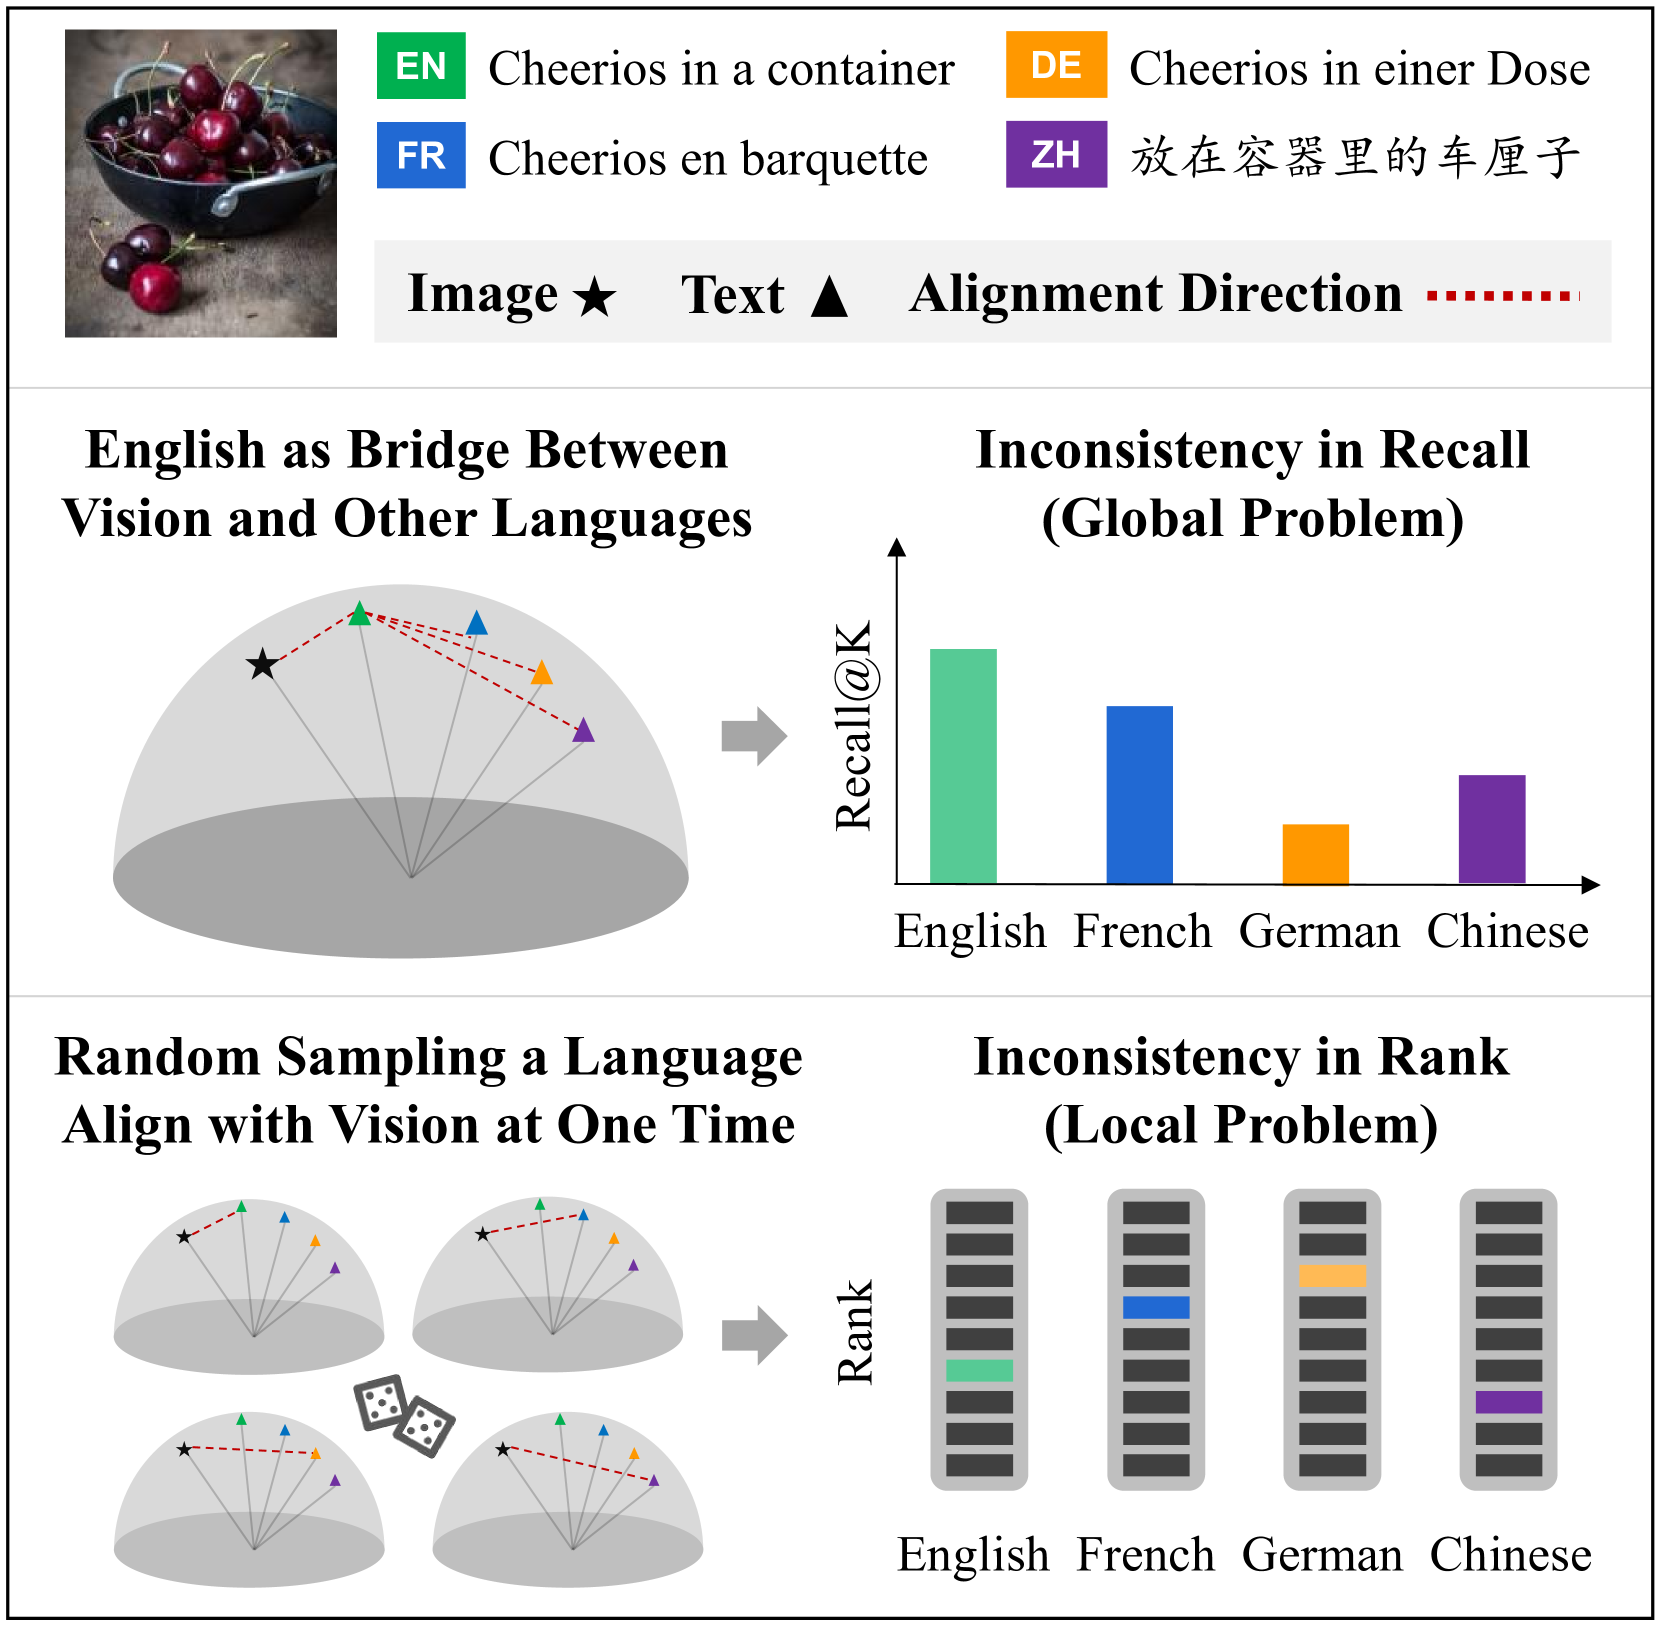 EN Cheerios in a container
DE Cheerios in einer Dose
FR Cheerios en barquette
ZH 放在容器里的车厘子
Image Text Alignment Direction
English as Bridge Between
Vision and Other Languages
Inconsistency in Recall
(Global Problem)
Recall@K
English French German Chinese
Random Sampling a Language
Align with Vision at One Time
Inconsistency in Rank
(Local Problem)
Rank
English French German Chinese